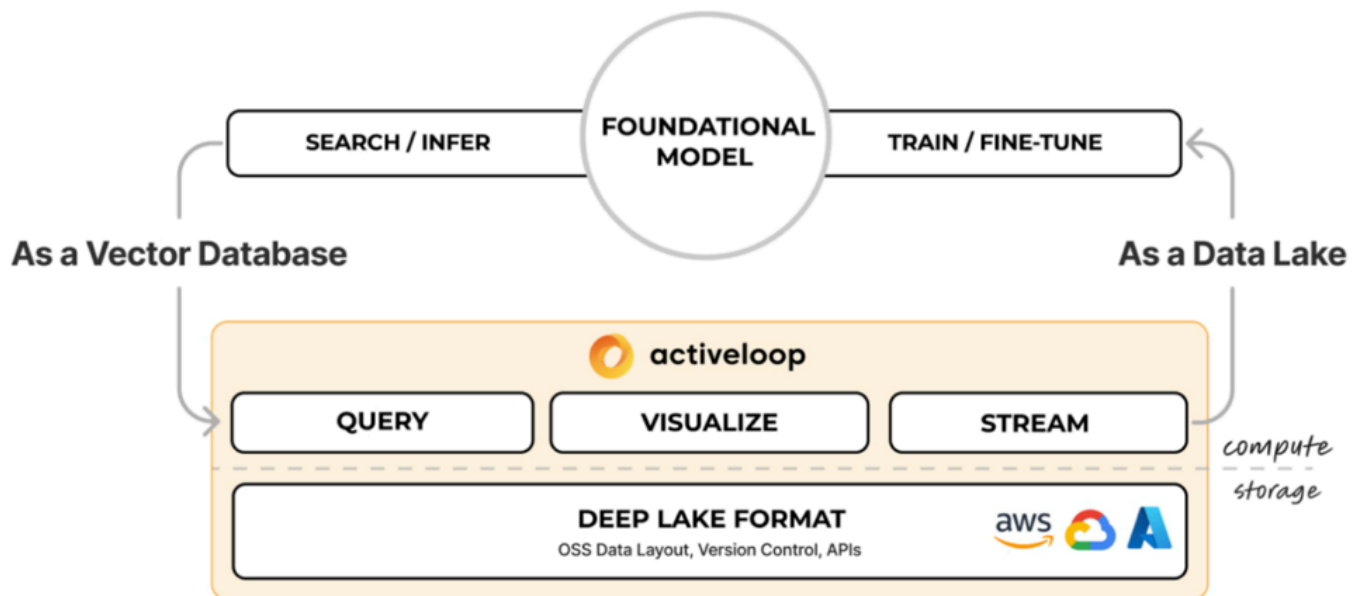 FOUNDATIONAL
MODEL
SEARCH / INFER
TRAIN / FINE-TUNE
As a Vector Database
As a Data Lake
activeloop
QUERY
VISUALIZE
STREAM
compute
storage
DEEP LAKE FORMAT
OSS Data Layout, Version Control, APIs
aws